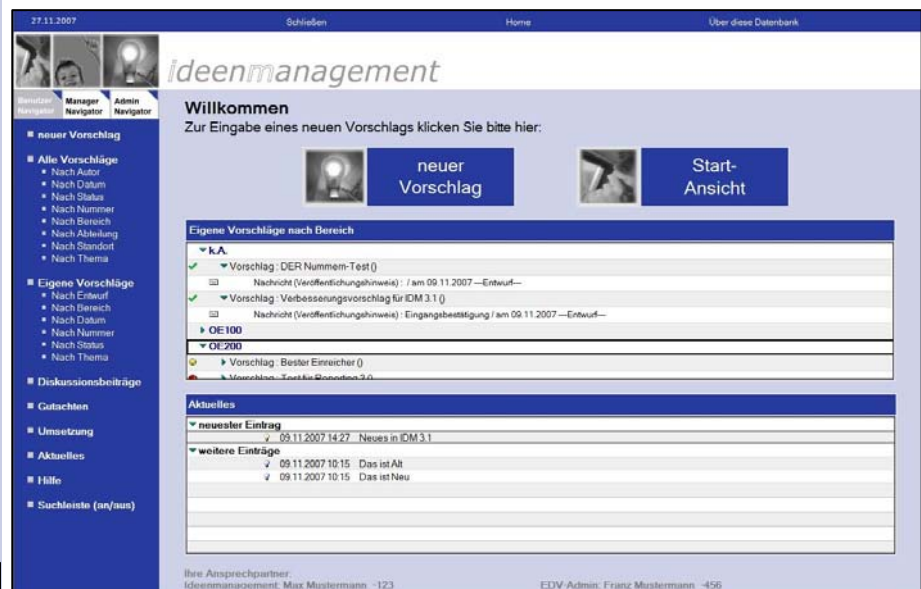 27.11.2007 Schließen Home Über diese Datenbank
ideenmanagement
Benutzer Navigator
Manager Navigator
Admin Navigator
neuer Vorschlag
Alle Vorschläge
Nach Autor
Nach Datum
Nach Status
Nach Nummer
Nach Bereich
Nach Abteilung
Nach Standort
Nach Thema
Eigene Vorschläge
Nach Entwurf
Nach Bereich
Nach Datum
Nach Nummer
Nach Status
Nach Thema
Diskussionsbeiträge
Gutachten
Umsetzung
Aktuelles
Hilfe
Suchleiste (an/aus)
Willkommen
Zur Eingabe eines neuen Vorschlags klicken Sie bitte hier:
neuer
Vorschlag
Start-
Ansicht
Eigene Vorschläge nach Bereich
k.A.
Vorschlag : DER Nummern-Test ()
Nachricht (Veröffentlichungshinweis) : / am 09.11.2007 ---Entwurf---
Vorschlag : Verbesserungsvorschlag für IDM 3.1 ()
Nachricht (Veröffentlichungshinweis) : Eingangsbestätigung / am 09.11.2007 ---Entwurf---
OE100
OE200
Vorschlag : Bester Einreicher ()
Vorschlag : Test für Reporting 2 ()
Aktuelles
neuester Eintrag
09.11.2007 14:27 Neues in IDM 3.1
weitere Einträge
09.11.2007 10:15 Das ist Alt
09.11.2007 10:15 Das ist Neu
Ihre Ansprechpartner:
Ideenmanagement: Max Mustermann -123 EDV-Admin: Franz Mustermann -456